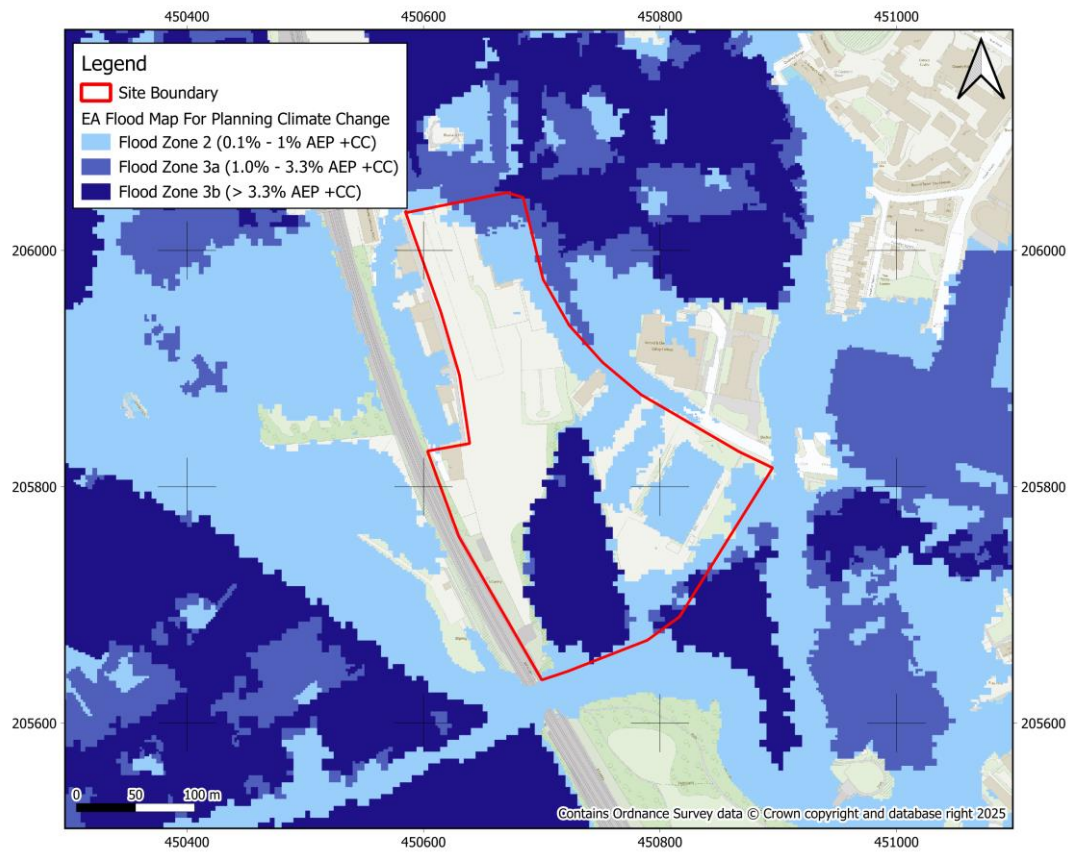 450400 450600 450800 451000
Legend
Site Boundary
EA Flood Map For Planning Climate Change
Flood Zone 2 (0.1% - 1% AEP +CC)
Flood Zone 3a (1.0% - 3.3% AEP +CC)
Flood Zone 3b (> 3.3% AEP +CC)
206000 206000
205800 205800
205600 205600
0 50 100 m
Contains Ordnance Survey data © Crown copyright and database right 2025
450400 450600 450800 451000